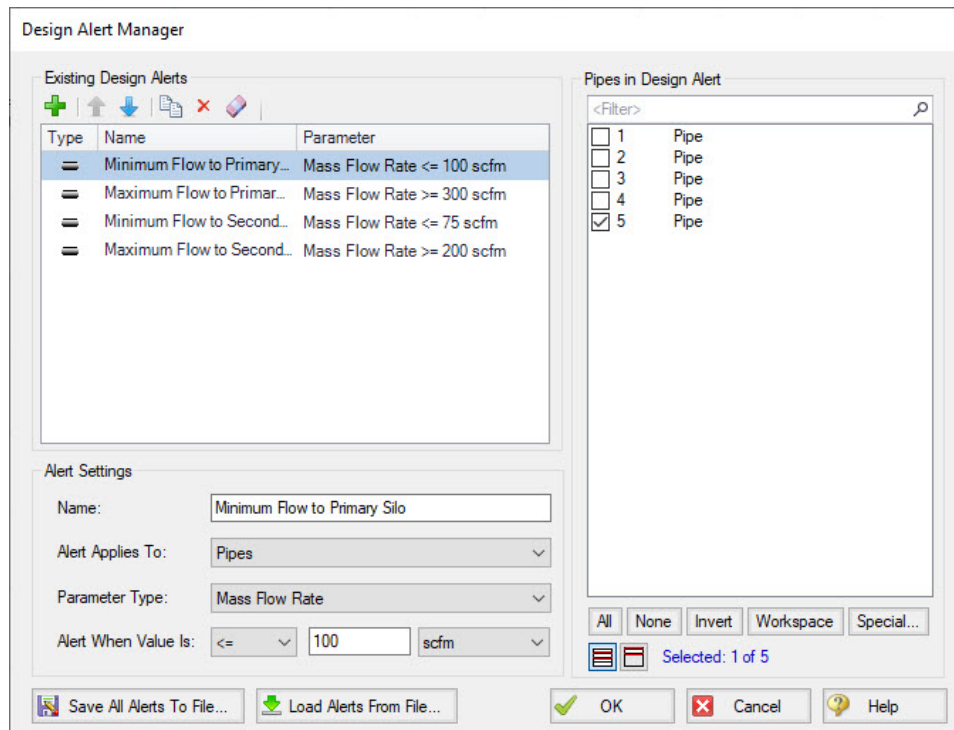 Design Alert Manager
Existing Design Alerts
Type Name Parameter
Minimum Flow to Primary... Mass Flow Rate <= 100 scfm
Maximum Flow to Primar... Mass Flow Rate >= 300 scfm
Minimum Flow to Second... Mass Flow Rate <= 75 scfm
Maximum Flow to Second... Mass Flow Rate >= 200 scfm
Alert Settings
Name: Minimum Flow to Primary Silo
Alert Applies To: Pipes
Parameter Type: Mass Flow Rate
Alert When Value Is: <= 100 scfm
Pipes in Design Alert
<Filter>
1 Pipe
2 Pipe
3 Pipe
4 Pipe
5 Pipe
All None Invert Workspace Special...
Selected: 1 of 5
Save All Alerts To File... Load Alerts From File... OK Cancel Help